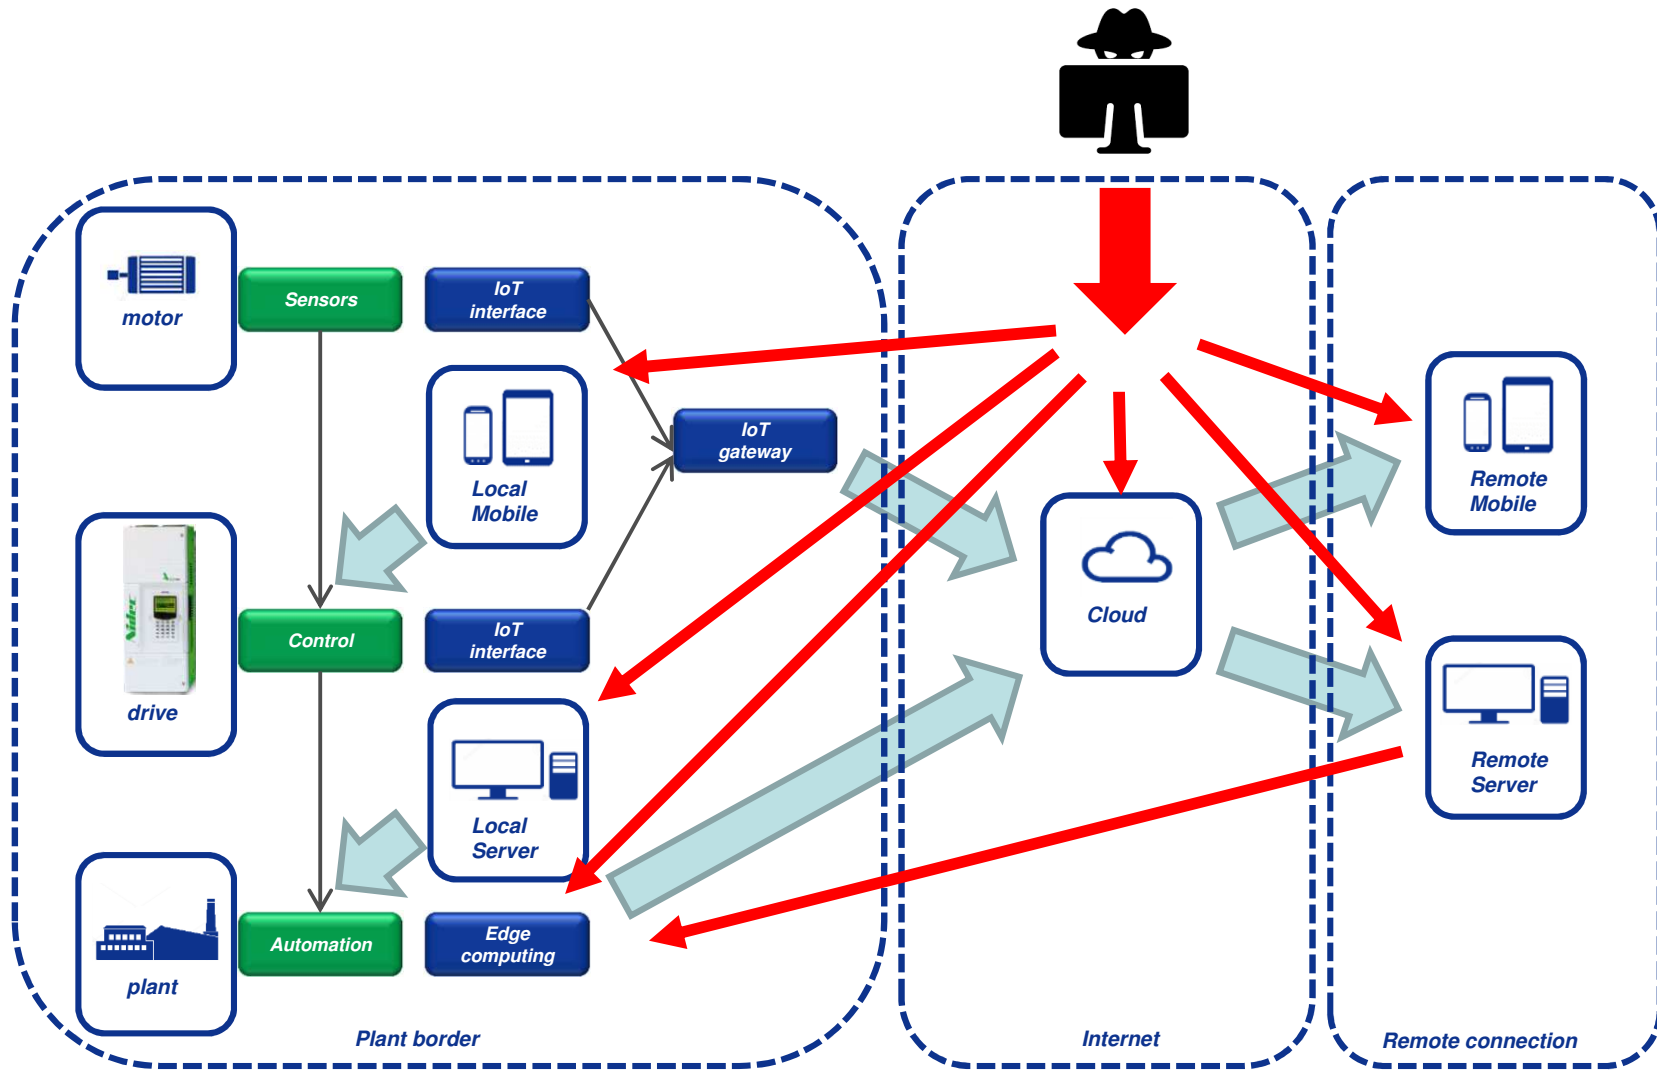 motor
Sensors
IoT
interface
Local
Mobile
IoT
gateway
Nidec
drive
Control
IoT
interface
Local
Server
plant
Automation
Edge
computing
Plant border
Cloud
Internet
Remote
Mobile
Remote
Server
Remote connection